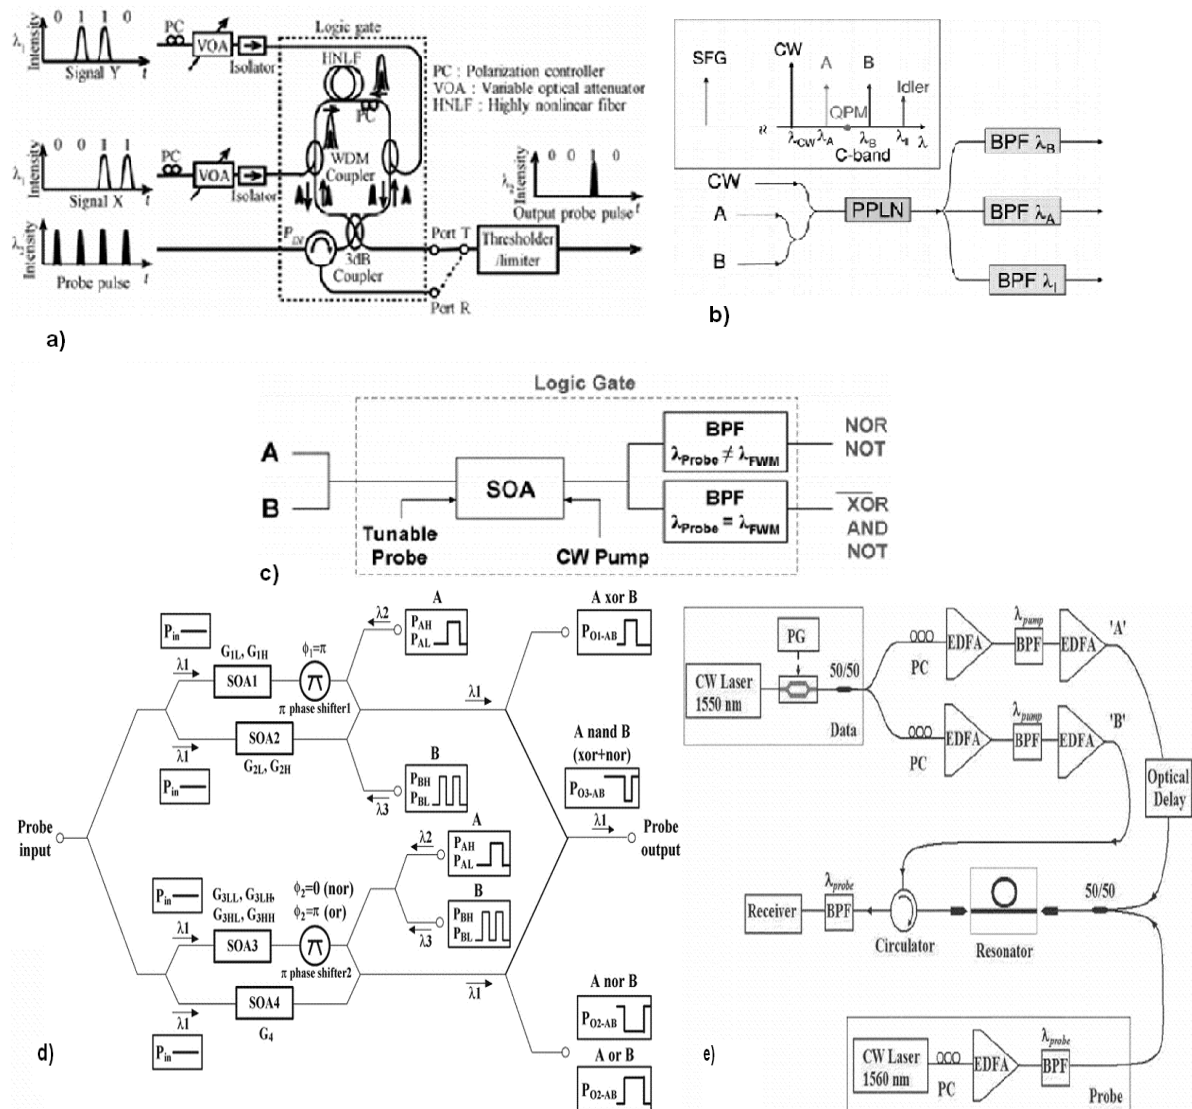 0 1 1 0
λ1
Intensity
Signal Y
t
PC
VOA
Isolator
Logic gate
HNLF
PC
PC : Polarization controller
VOA : Variable optical attenuator
HNLF : Highly nonlinear fiber
0 0 1 1
λ1
Intensity
Signal X
t
PC
VOA
Isolator
WDM
Coupler
0 0 1 0
λ2
Intensity
t
Output probe pulse
λ2
Intensity
Probe pulse
t
3dB
Coupler
Port T
Port R
Thresholder
/limiter
a)
SFG
CW
A
B
Idler
QPM
λCW
λA
λB
λI
λ
C-band
CW
A
B
PPLN
BPF λB
BPF λA
BPF λI
b)
Logic Gate
A
B
SOA
Tunable
Probe
CW Pump
BPF
λProbe ≠ λFWM
BPF
λProbe = λFWM
NOR
NOT
XOR
AND
NOT
c)
Pin
λ1
G1L, G1H
SOA1
ϕ1=π
π phase shifter1
λ1
SOA2
G2L, G2H
Pin
λ2
A
PAH
PAL
λ1
B
PBH
PBL
λ3
A xor B
PO1-AB
A nand B
(xor+nor)
PO3-AB
λ1
Probe
output
Probe
input
Pin
λ1
G3LL, G3LH,
G3HL, G3HH
SOA3
ϕ2=0 (nor)
ϕ2=π (or)
π phase shifter2
λ2
A
PAH
PAL
B
PBH
PBL
λ3
λ1
SOA4
G4
λ1
Pin
A nor B
PO2-AB
A or B
PO2-AB
d)
CW Laser
1550 nm
PG
50/50
Data
PC
EDFA
λpump
BPF
EDFA
'A'
PC
EDFA
λpump
BPF
EDFA
'B'
Optical
Delay
Receiver
λprobe
BPF
Circulator
Resonator
50/50
CW Laser
1560 nm
PC
EDFA
λprobe
BPF
Probe
e)